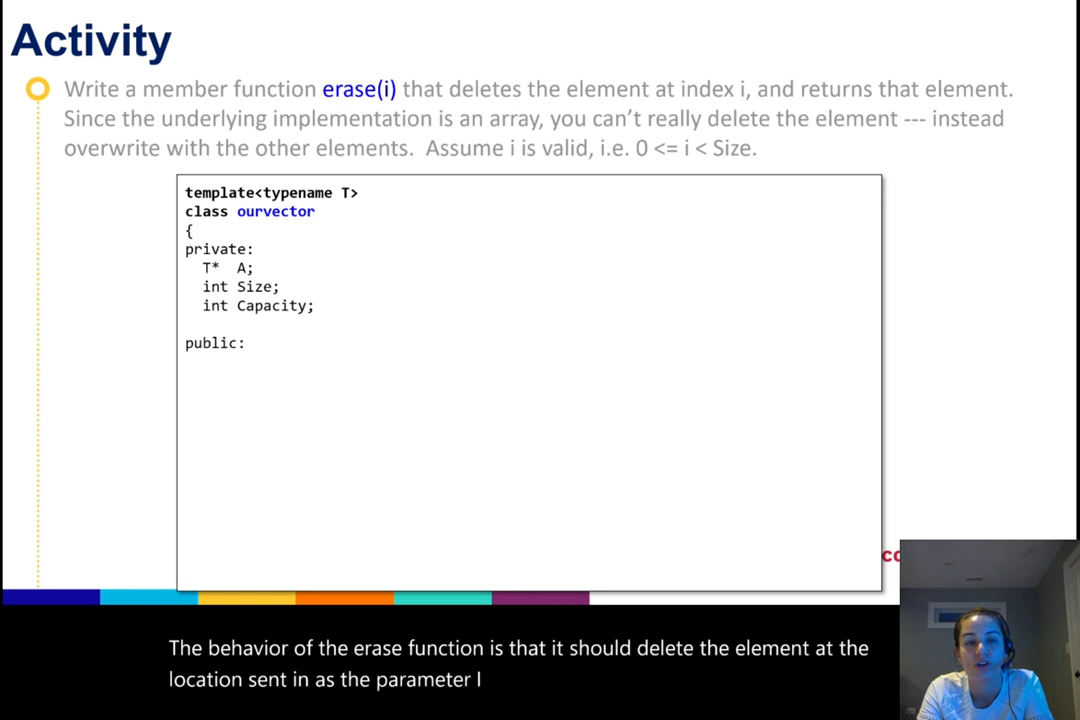 Activity
Write a member function erase(i) that deletes the element at index i, and returns that element.
Since the underlying implementation is an array, you can’t really delete the element --- instead
overwrite with the other elements.  Assume i is valid, i.e. 0 <= i < Size.
template<typename T>
class ourvector
{
private:
  T*  A;
  int Size;
  int Capacity;
public:
The behavior of the erase function is that it should delete the element at the
location sent in as the parameter I